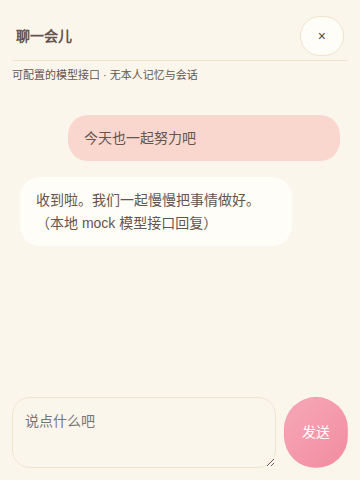 聊一会儿
×
可配置的模型接口 · 无本人记忆与会话
今天也一起努力吧
收到啦。我们一起慢慢把事情做好。
（本地 mock 模型接口回复）
说点什么吧
发送